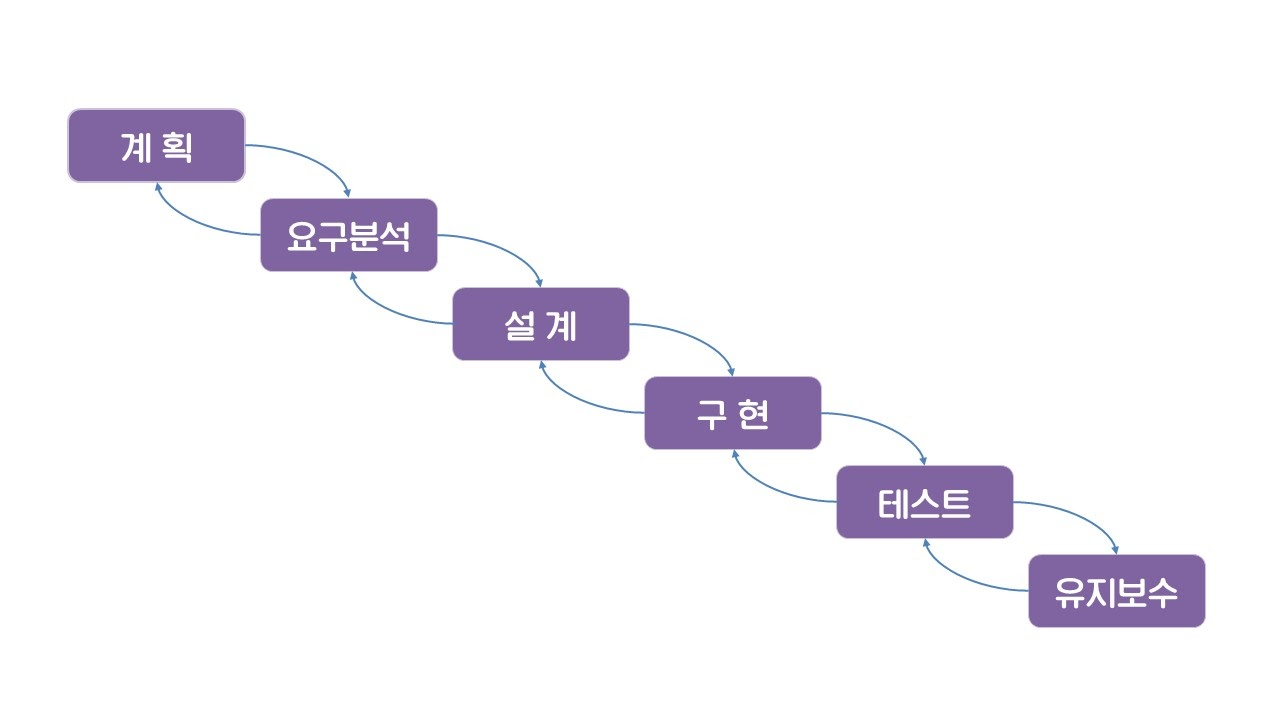 계 획
요구분석
설 계
구 현
테스트
유지보수